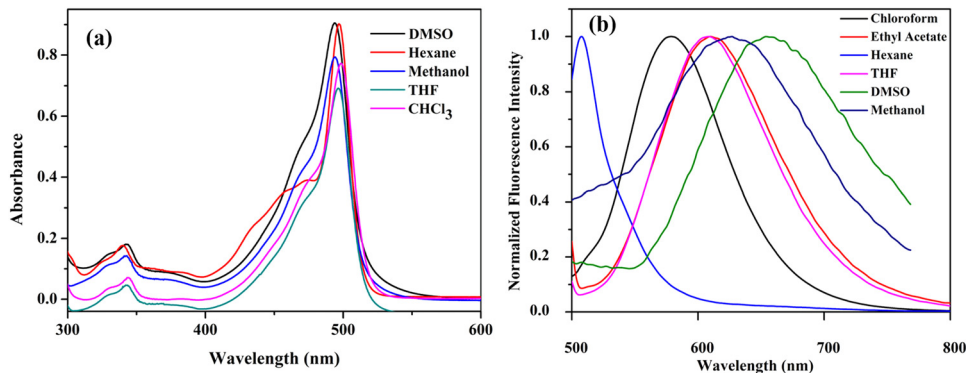 (a)
DMSO
Hexane
Methanol
THF
CHCl3
Absorbance
0.8
0.6
0.4
0.2
0.0
300
400
500
600
Wavelength (nm)
(b)
Chloroform
Ethyl Acetate
Hexane
THF
DMSO
Methanol
Normalized Fluorescence Intensity
1.0
0.8
0.6
0.4
0.2
0.0
500
600
700
800
Wavelength (nm)